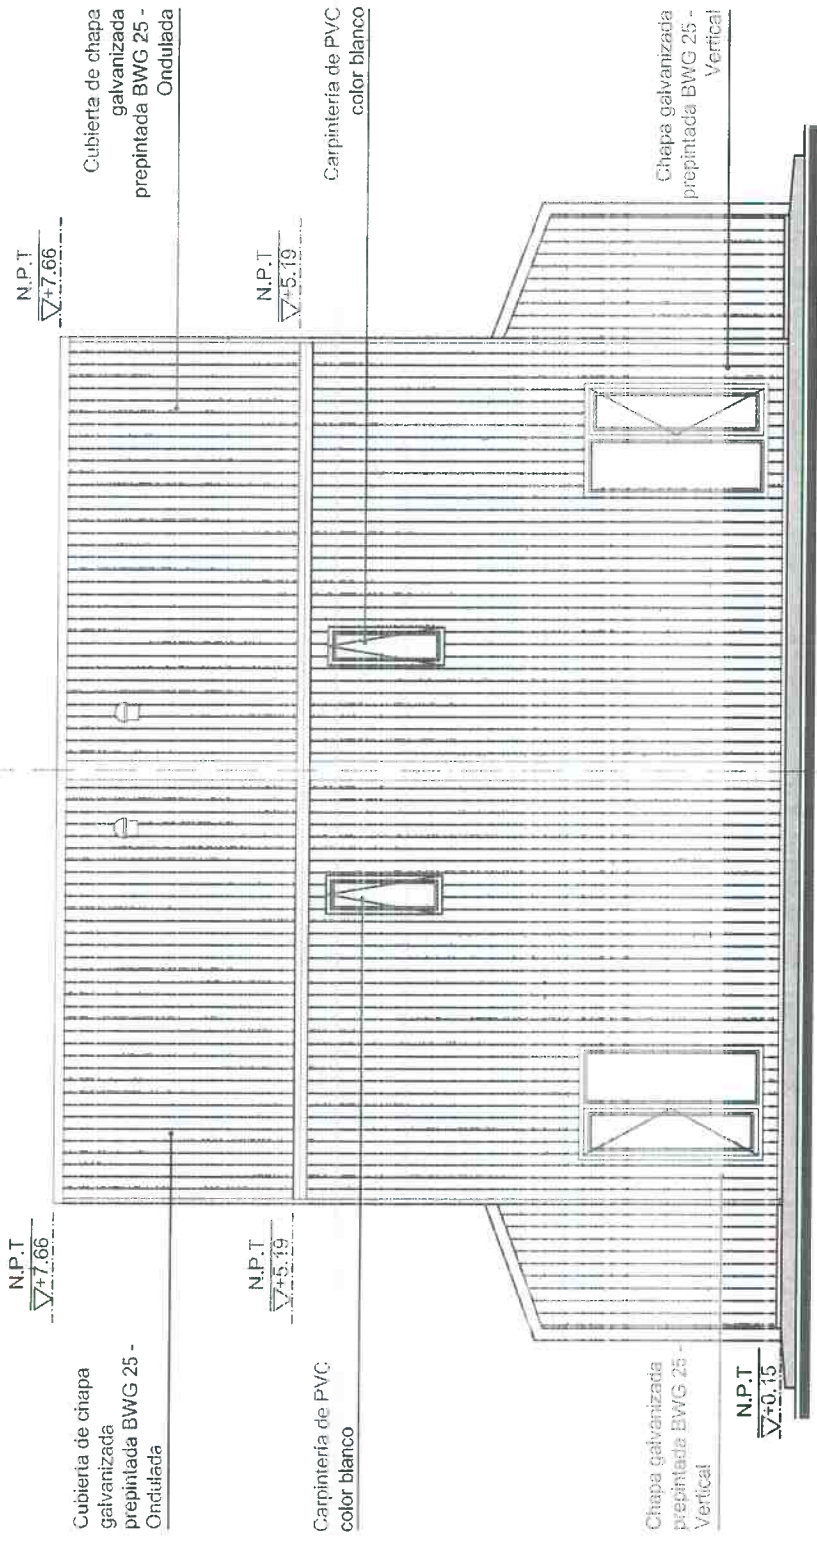 N.P.T
+7.66
N.P.T
+7.66
Cubierta de chapa
galvanizada
prepintada BWG 25 -
Ondulada
Cubierta de chapa
galvanizada
prepintada BWG 25 -
Ondulada
N.P.T
+5.19
N.P.T
+5.19
Carpintería de PVC
color blanco
Carpintería de PVC
color blanco
Chapa galvanizada
prepintada BWG 25 -
Vertical
Chapa galvanizada
prepintada BWG 25 -
Vertical
N.P.T
+0.15